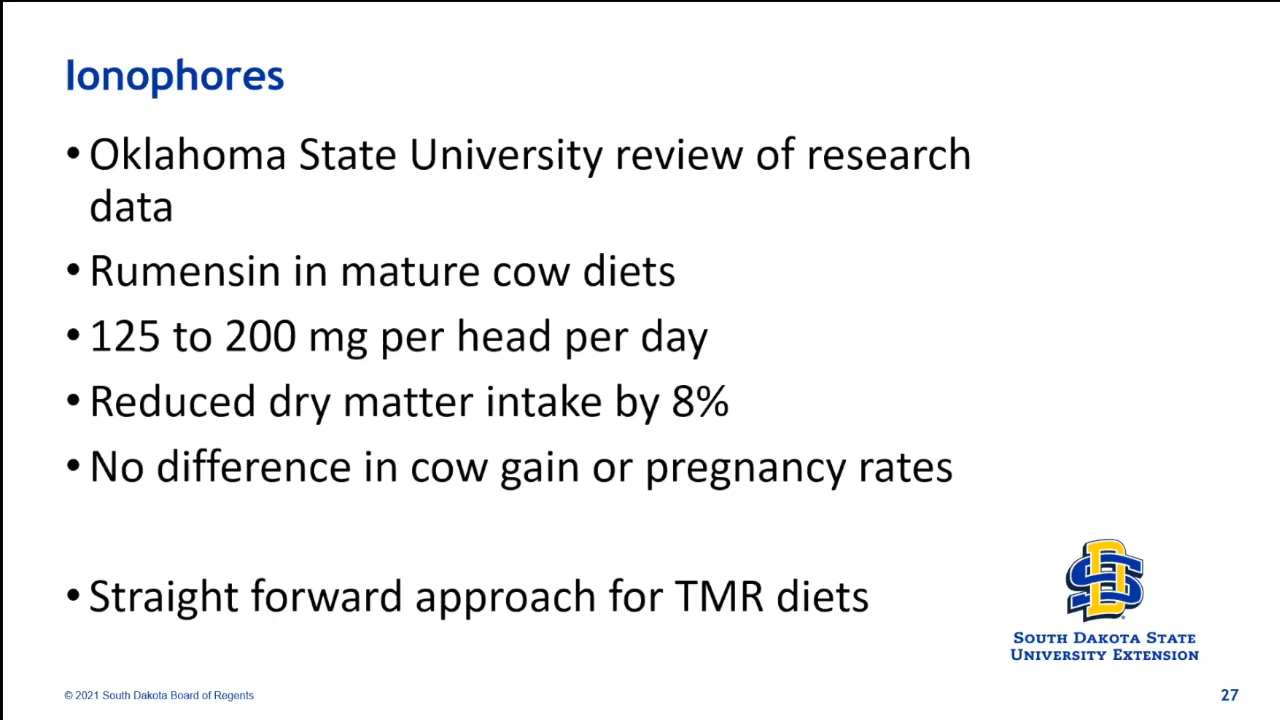 Ionophores
• Oklahoma State University review of research
data
• Rumensin in mature cow diets
• 125 to 200 mg per head per day
• Reduced dry matter intake by 8%
• No difference in cow gain or pregnancy rates
• Straight forward approach for TMR diets
SOUTH DAKOTA STATE
UNIVERSITY EXTENSION
© 2021 South Dakota Board of Regents
27